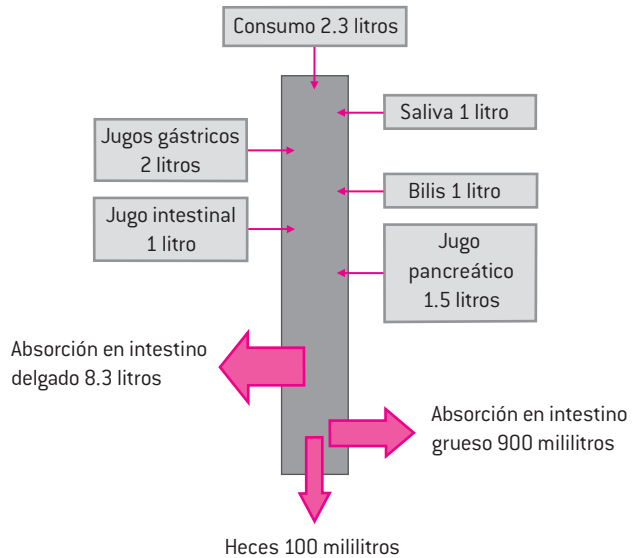 Consumo 2.3 litros
Saliva 1 litro
Jugos gástricos
2 litros
Bilis 1 litro
Jugo intestinal
1 litro
Jugo
pancreático
1.5 litros
Absorción en intestino
delgado 8.3 litros
Absorción en intestino
grueso 900 mililitros
Heces 100 mililitros